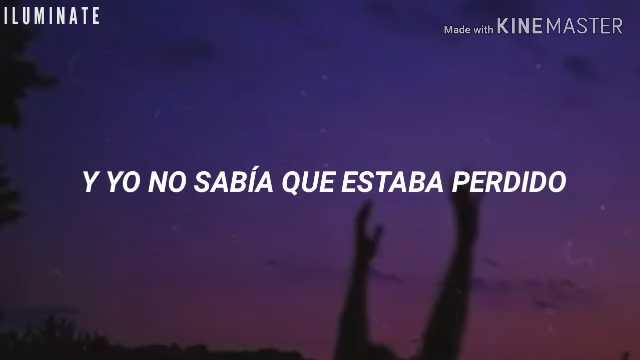 ILUMINATE
Made with KINEMASTER
Y YO NO SABÍA QUE ESTABA PERDIDO